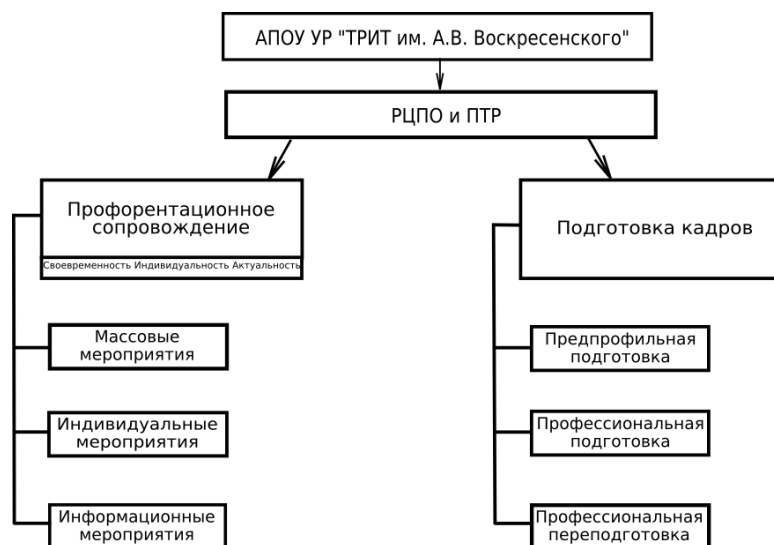 АПОУ УР "ТРИТ им. А.В. Воскресенского"
РЦПО и ПТР
Профорентационное
сопровождение
Своевременность Индивидуальность Актуальность
Массовые
мероприятия
Индивидуальные
мероприятия
Информационные
мероприятия
Подготовка кадров
Предпрофильная
подготовка
Профессиональная
подготовка
Профессиональная
переподготовка